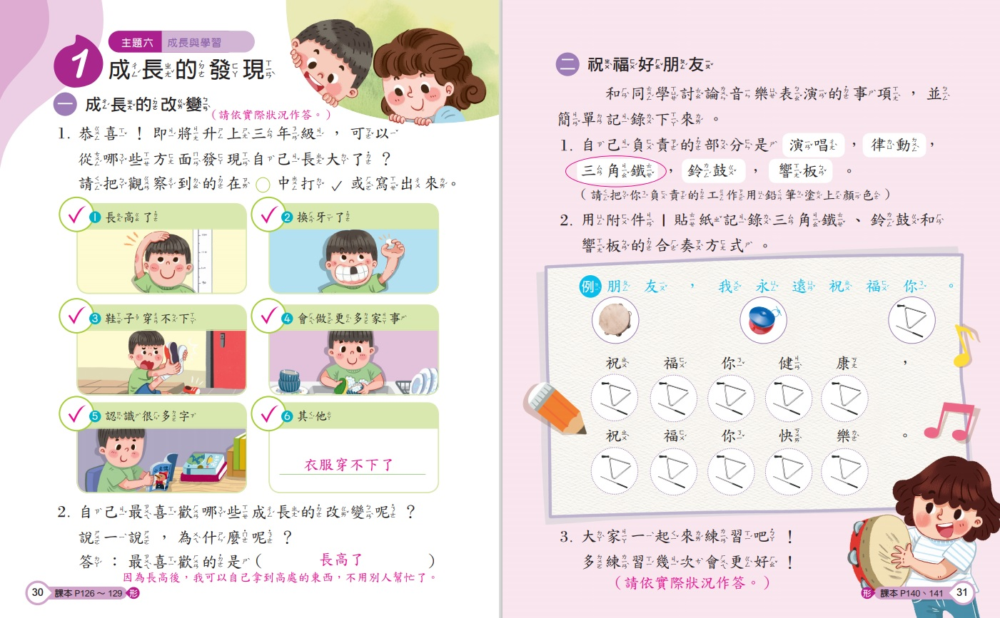 主題六 成長與學習
1 成長的發現
一 成長的改變
(請依實際狀況作答。)
1. 恭喜！即將升上三年級，可以
從哪些方面發現自己長大了呢？
請把觀察到的在○中打✓或寫出來。
✓ 1 長高了
✓ 2 換牙了
✓ 3 鞋子穿不下
✓ 4 會做更多家事
✓ 5 認識很多字
✓ 6 其他
衣服穿不下了
2. 自己最喜歡哪些成長的改變呢？
說一說，為什麼呢？
答：最喜歡的是( 長高了 )
因為長高後，我可以自己拿到高處的東西，不用別人幫忙了。
30 課本 P126～129 形
二 祝福好朋友
和同學討論音樂表演的事項，並
簡單記錄下來。
1. 自己負責的部分是 演唱，律動，
三角鐵，鈴鼓，響板。
(請把你負責的工作用鉛筆塗上顏色)
2. 用附件1貼紙記錄三角鐵、鈴鼓和
響板的合奏方式。
例 朋友，我永遠祝福你。
祝福你健康，
祝福你快樂。
3. 大家一起來練習吧！
多練習幾次會更好！
(請依實際狀況作答。)
形 課本 P140、141 31